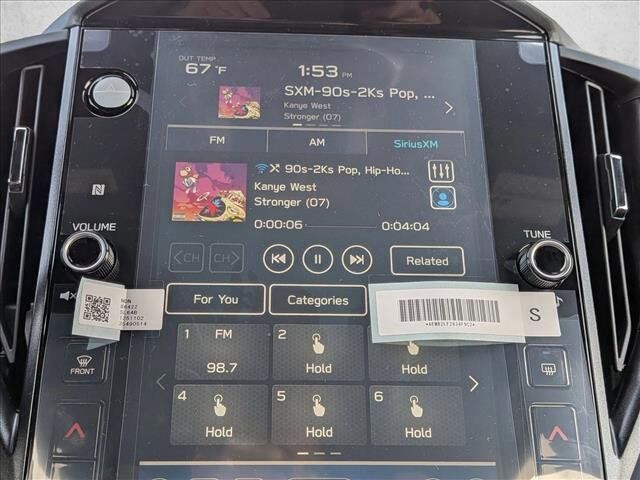 OUT TEMP
67°F
1:53 PM
SXM-90s-2Ks Pop, ...
Kanye West
Stronger (07)
FM
AM
SiriusXM
90s-2Ks Pop, Hip-Ho...
Kanye West
Stronger (07)
0:00:06
0:04:04
VOLUME
TUNE
<CH
CH>
Related
For You
Categories
S
1
FM
98.7
2
Hold
Hold
4
Hold
5
Hold
6
Hold
FRONT